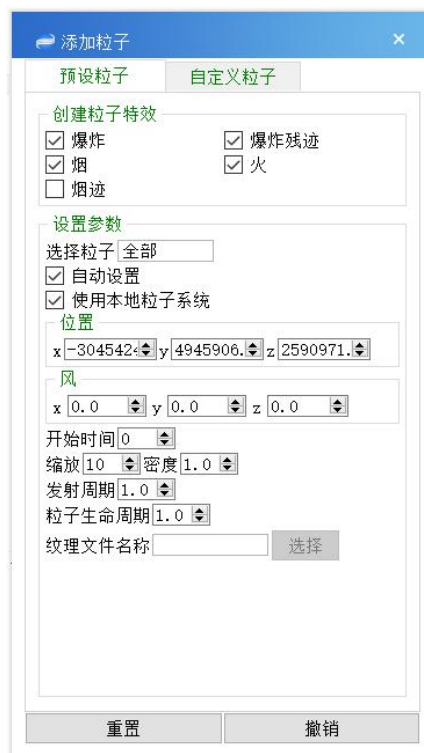 添加粒子 ×
预设粒子 自定义粒子
创建粒子特效
爆炸 爆炸残迹
烟 火
烟迹
设置参数
选择粒子 全部
自动设置
使用本地粒子系统
位置
x -304542 y 4945906. z 2590971.
风
x 0.0 y 0.0 z 0.0
开始时间 0
缩放 10 密度 1.0
发射周期 1.0
粒子生命周期 1.0
纹理文件名称 选择
重置 撤销